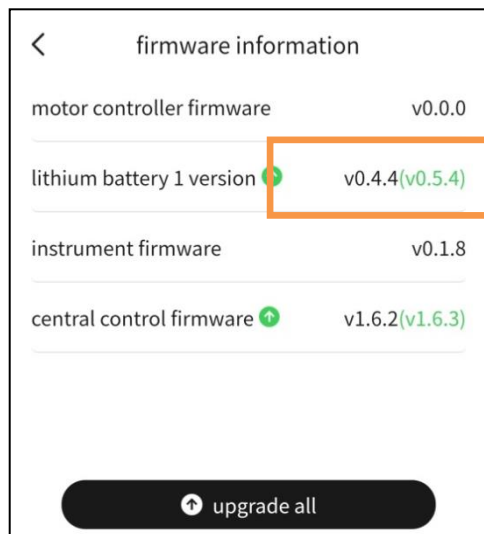 firmware information
motor controller firmware v0.0.0
lithium battery 1 version v0.4.4(v0.5.4)
instrument firmware v0.1.8
central control firmware v1.6.2(v1.6.3)
upgrade all